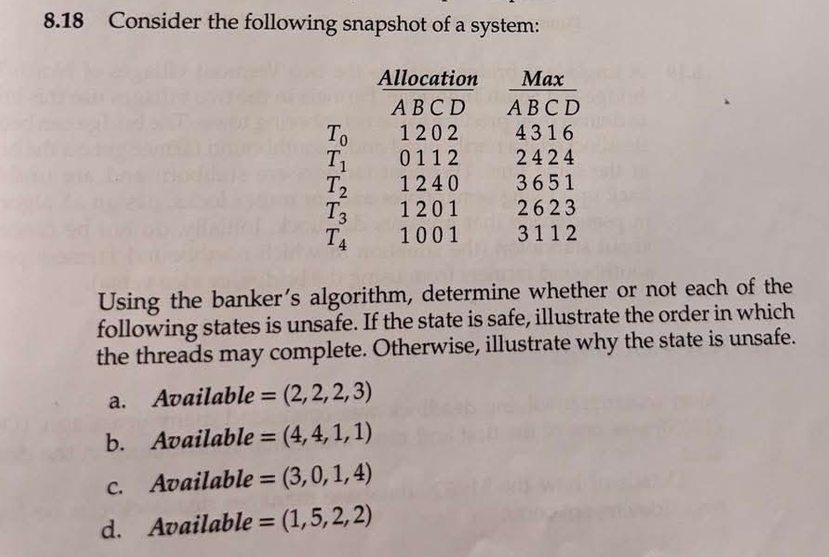 8.18 Consider the following snapshot of a system:
Allocation Max
A B C D A B C D
T0 1 2 0 2 4 3 1 6
T1 0 1 1 2 2 4 2 4
T2 1 2 4 0 3 6 5 1
T3 1 2 0 1 2 6 2 3
T4 1 0 0 1 3 1 1 2
Using the banker's algorithm, determine whether or not each of the
following states is unsafe. If the state is safe, illustrate the order in which
the threads may complete. Otherwise, illustrate why the state is unsafe.
a. Available = (2, 2, 2, 3)
b. Available = (4, 4, 1, 1)
c. Available = (3, 0, 1, 4)
d. Available = (1, 5, 2, 2)